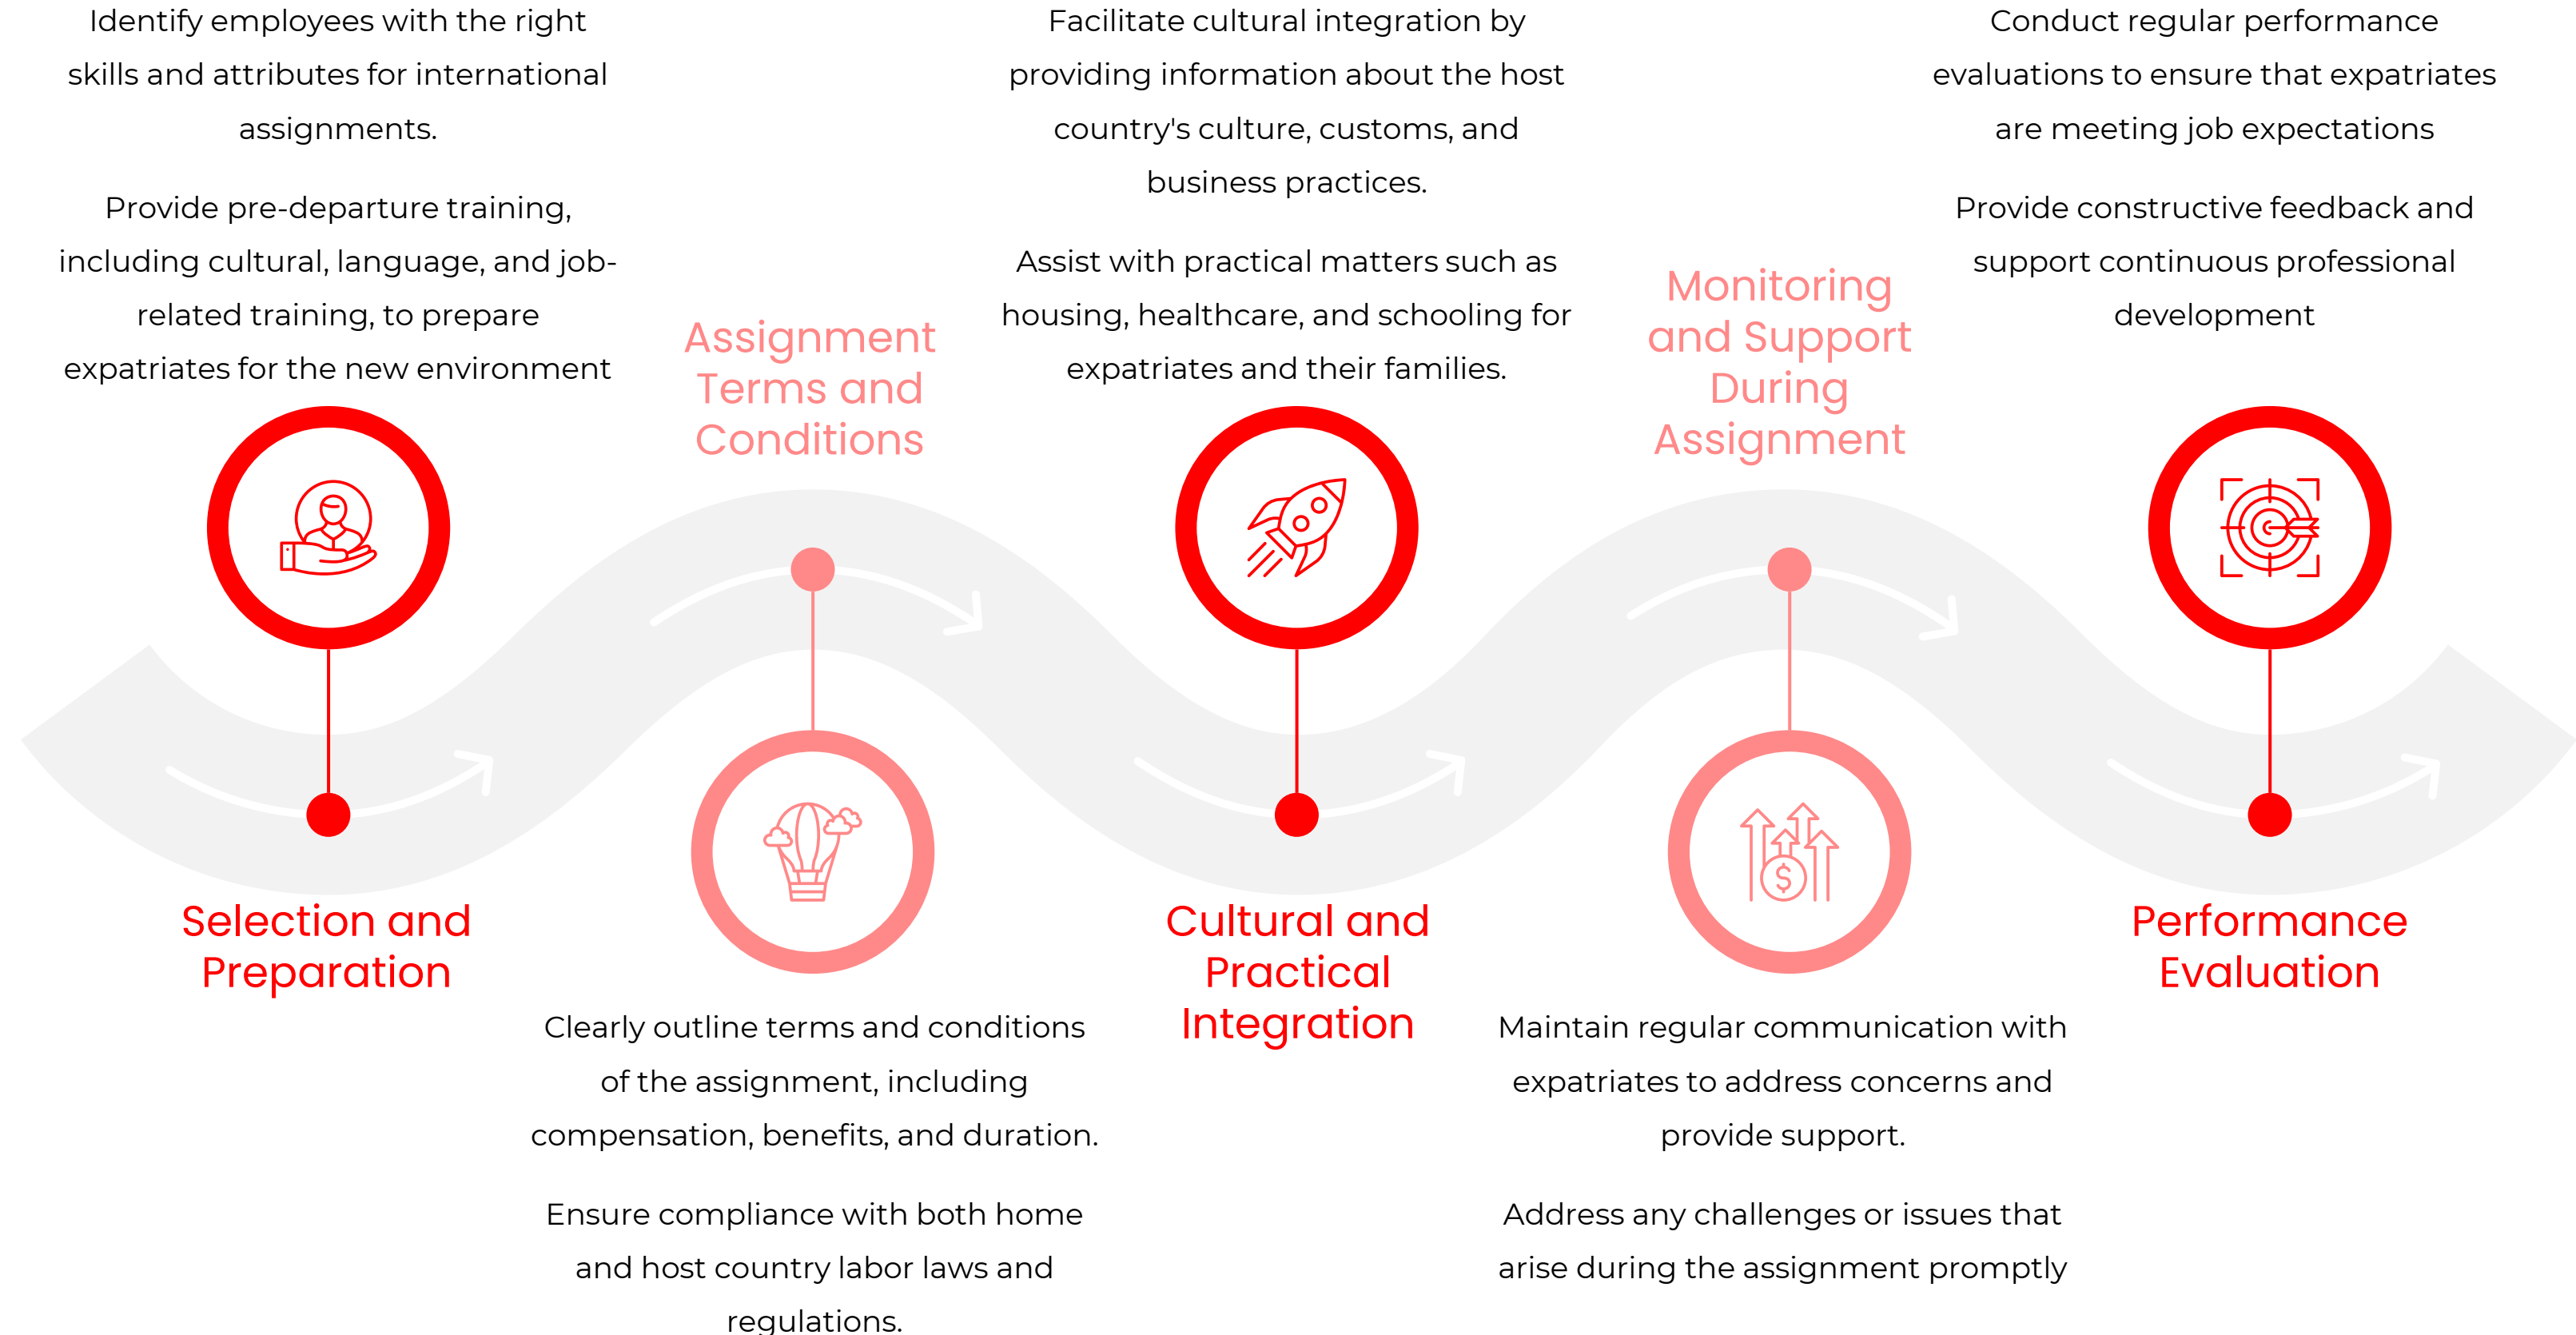 Identify employees with the right
skills and attributes for international
assignments.
Provide pre-departure training,
including cultural, language, and job-
related training, to prepare
expatriates for the new environment
Selection and
Preparation
Assignment
Terms and
Conditions
Clearly outline terms and conditions
of the assignment, including
compensation, benefits, and duration.
Ensure compliance with both home
and host country labor laws and
regulations.
Facilitate cultural integration by
providing information about the host
country's culture, customs, and
business practices.
Assist with practical matters such as
housing, healthcare, and schooling for
expatriates and their families.
Cultural and
Practical
Integration
Monitoring
and Support
During
Assignment
$
Maintain regular communication with
expatriates to address concerns and
provide support.
Address any challenges or issues that
arise during the assignment promptly
Conduct regular performance
evaluations to ensure that expatriates
are meeting job expectations
Provide constructive feedback and
support continuous professional
development
Performance
Evaluation